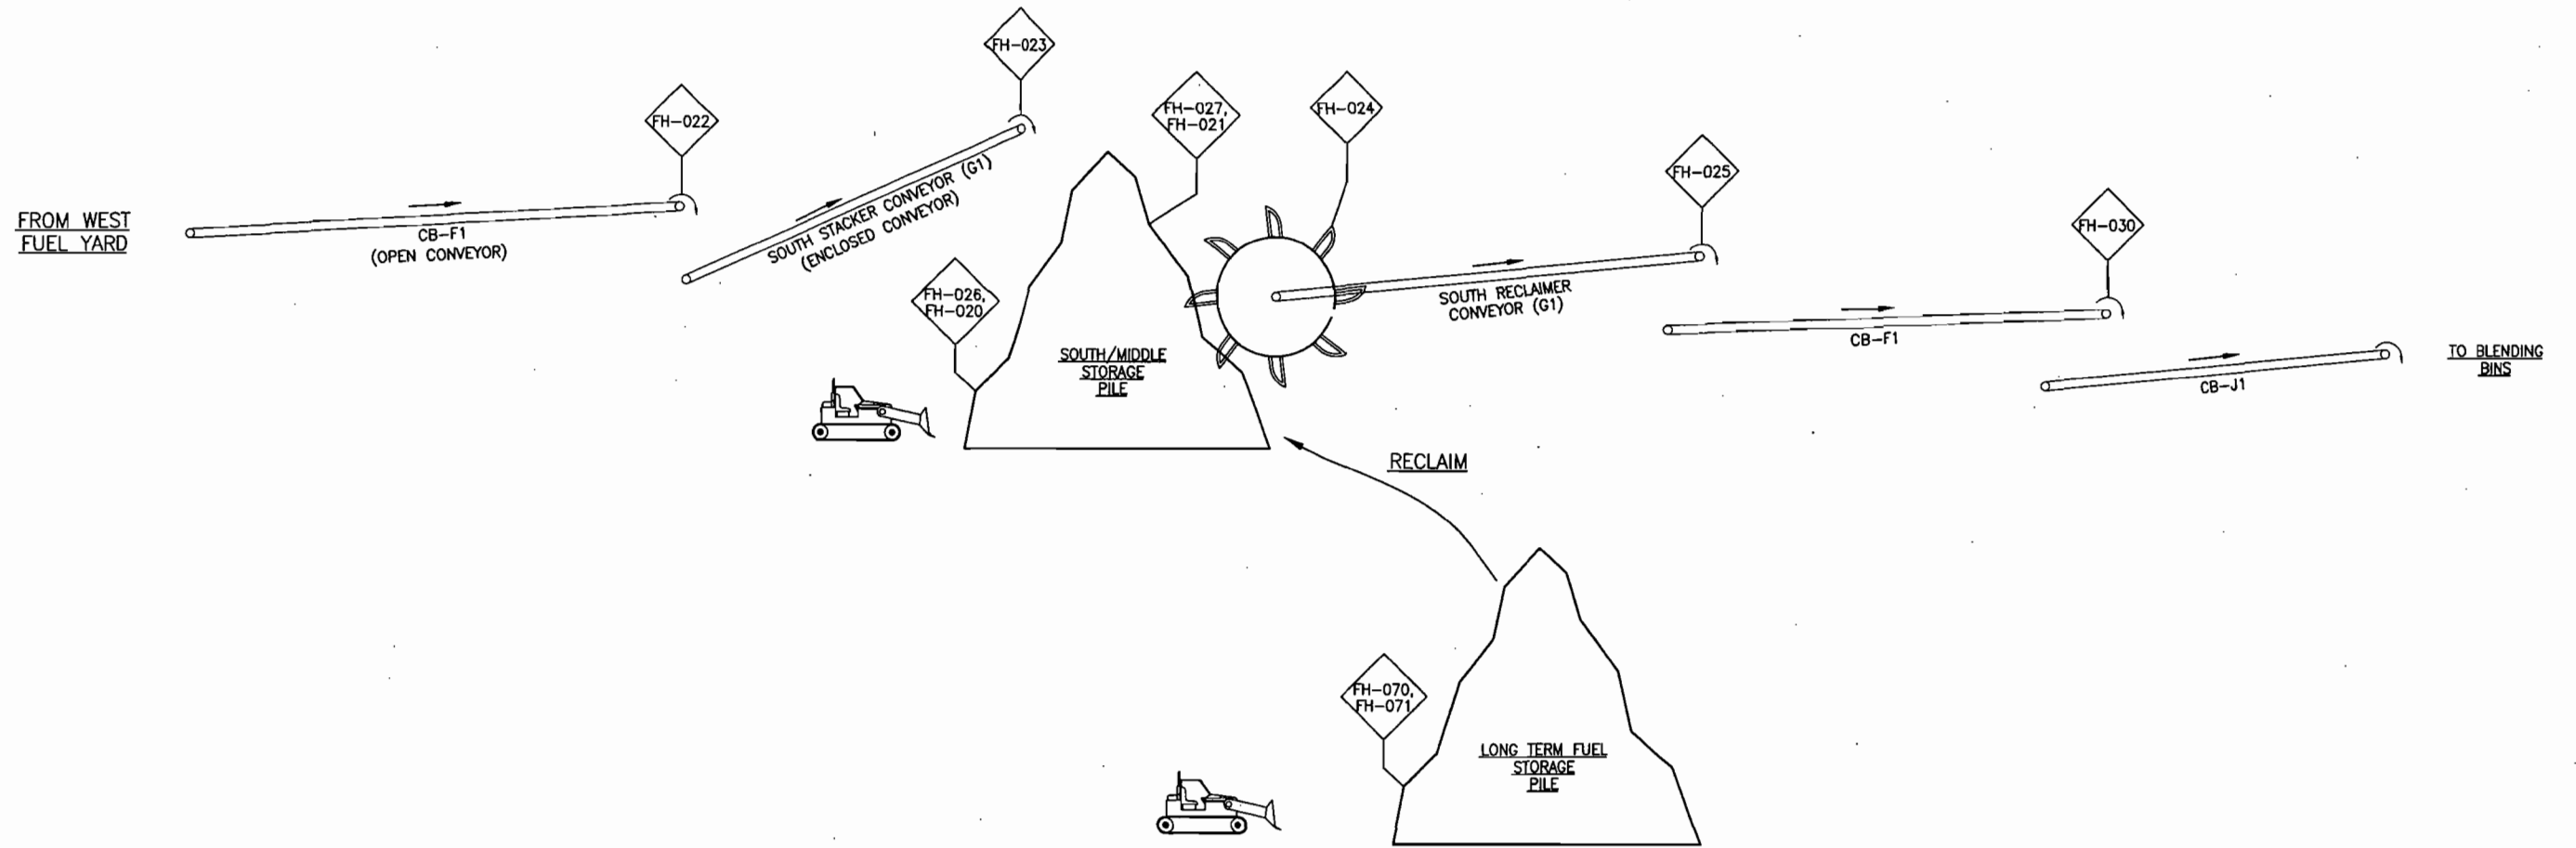 FROM WEST
FUEL YARD
CB-F1
(OPEN CONVEYOR)
FH-022
SOUTH STACKER CONVEYOR (G1)
(ENCLOSED CONVEYOR)
FH-023
FH-026,
FH-020
SOUTH/MIDDLE
STORAGE
PILE
FH-027,
FH-021
FH-024
SOUTH RECLAIMER
CONVEYOR (G1)
FH-025
CB-F1
FH-030
CB-J1
TO BLENDING
BINS
RECLAIM
FH-070,
FH-071
LONG TERM FUEL
STORAGE
PILE